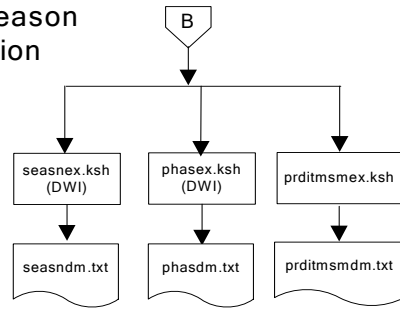 eason
ion
B
seasnex.ksh
(DWI)
phasex.ksh
(DWI)
prditmsmex.ksh
seasndm.txt
phasdm.txt
prditmsmdm.txt